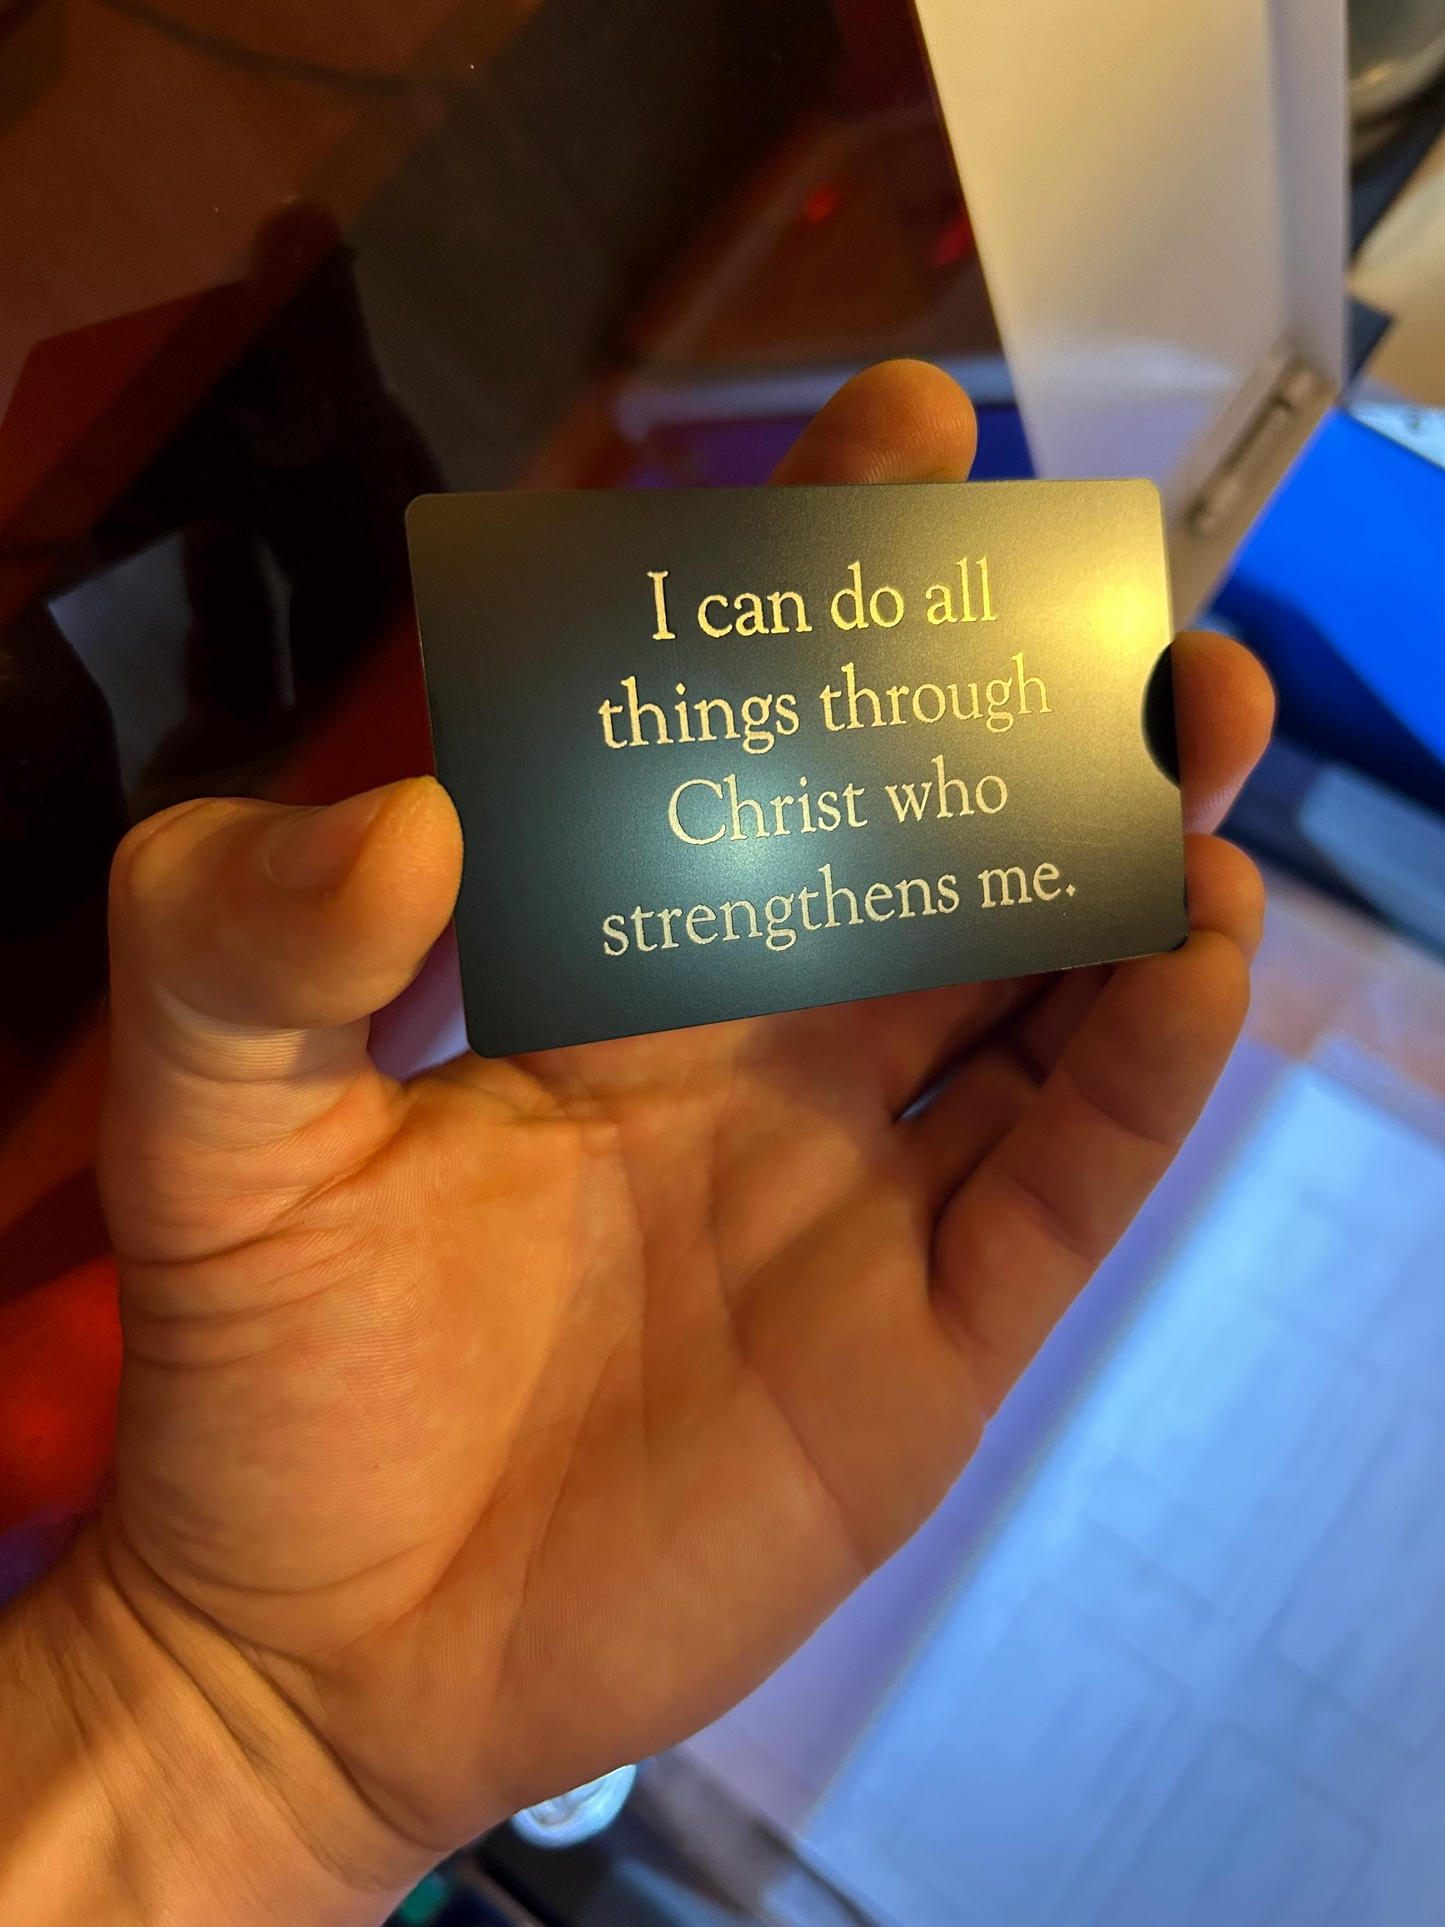 I can do all
things through
Christ who
strengthens me.